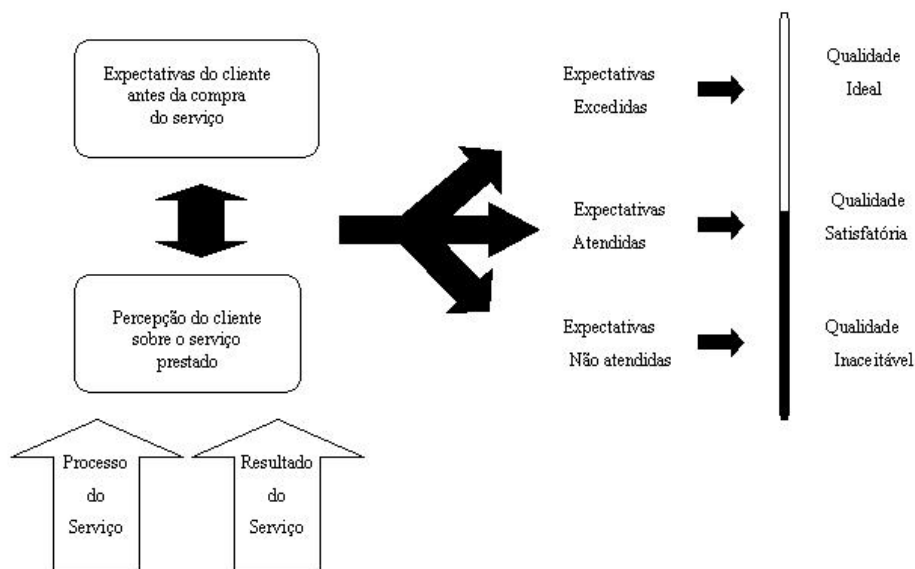 Expectativas do cliente
antes da compra
do serviço
Percepção do cliente
sobre o serviço
prestado
Processo
do
Serviço
Resultado
do
Serviço
Expectativas
Excedidas
Expectativas
Atendidas
Expectativas
Não atendidas
Qualidade
Ideal
Qualidade
Satisfatória
Qualidade
Inaceitável